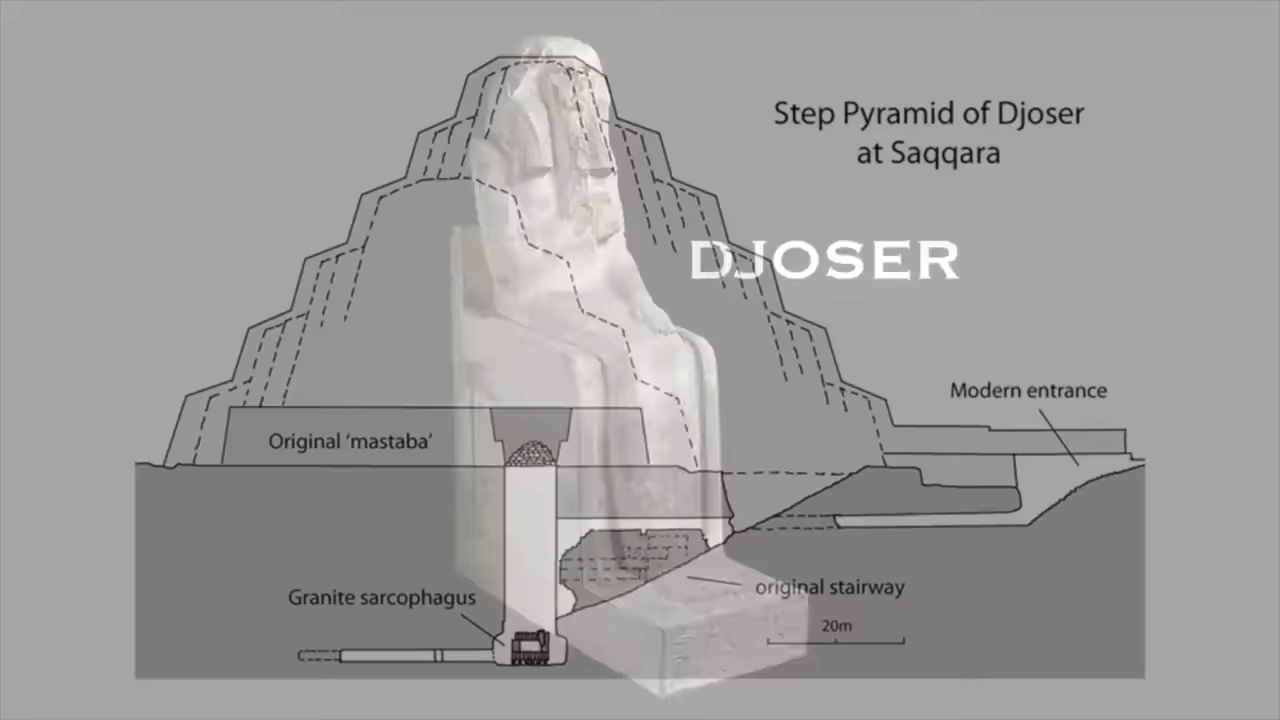 Step Pyramid of Djoser
at Saqqara
DJOSER
Modern entrance
Original 'mastaba'
Granite sarcophagus
original stairway
20m